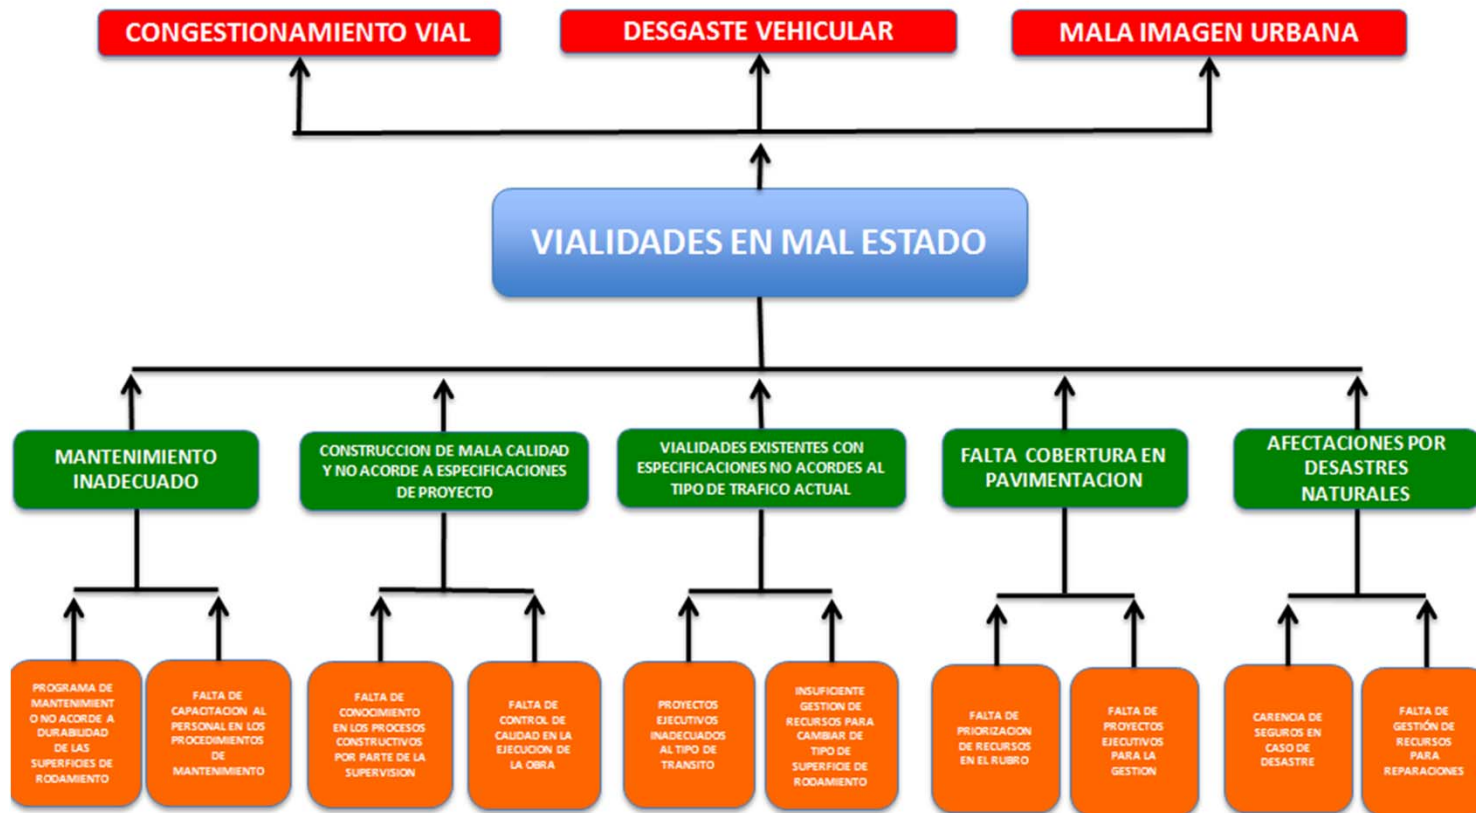 CONGESTIONAMIENTO VIAL
DESGASTE VEHICULAR
MALA IMAGEN URBANA
VIALIDADES EN MAL ESTADO
MANTENIMIENTO
INADECUADO
CONSTRUCCION DE MALA CALIDAD
Y NO ACORDE A ESPECIFICACIONES
DE PROYECTO
VIALIDADES EXISTENTES CON
ESPECIFICACIONES NO ACORDES AL
TIPO DE TRAFICO ACTUAL
FALTA COBERTURA EN
PAVIMENTACION
AFECTACIONES POR
DESASTRES
NATURALES
PROGRAMA DE
MANTENIMIENT
O NO ACORDE A
DURABILIDAD
DE LAS
SUPERFICIES DE
RODAMIENTO
FALTA DE
CAPACITACION AL
PERSONAL EN LOS
PROCEDIMIENTOS
DE
MANTENIMIENTO
FALTA DE
CONOCIMIENTO
EN LOS PROCESOS
CONSTRUCTIVOS
POR PARTE DE LA
SUPERVISION
FALTA DE
CONTROL DE
CALIDAD EN LA
EJECUCION DE
LA OBRA
PROYECTOS
EJECUTIVOS
INADECUADOS
AL TIPO DE
TRANSITO
INSUFICIENTE
GESTION DE
RECURSOS PARA
CAMBIAR DE
TIPO DE
SUPERFICIE DE
RODAMIENTO
FALTA DE
PRIORIZACION
DE RECURSOS
EN EL RUBRO
FALTA DE
PROYECTOS
EJECUTIVOS
PARA LA
GESTION
CARENCIA DE
SEGUROS EN
CASO DE
DESASTRE
FALTA DE
GESTIÓN DE
RECURSOS
PARA
REPARACIONES